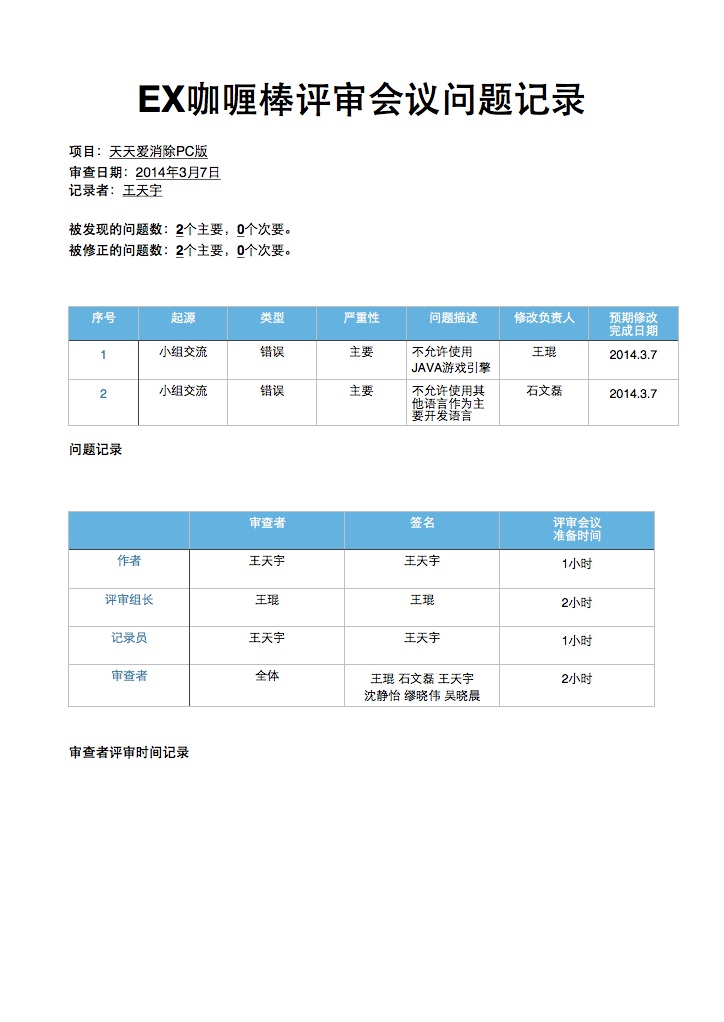 EX咖喱棒评审会议问题记录
项目：天天爱消除PC版
审查日期：2014年3月7日
记录者：王天宇
被发现的问题数：2个主要，0个次要。
被修正的问题数：2个主要，0个次要。
序号 起源 类型 严重性 问题描述 修改负责人 预期修改
完成日期
1 小组交流 错误 主要 不允许使用 王琨 2014.3.7
JAVA游戏引擎
2 小组交流 错误 主要 不允许使用其 石文磊 2014.3.7
他语言作为主
要开发语言
问题记录
审查者 签名 评审会议
准备时间
作者 王天宇 王天宇 1小时
评审组长 王琨 王琨 2小时
记录员 王天宇 王天宇 1小时
审查者 全体 王琨 石文磊 王天宇 2小时
沈静怡 缪晓伟 吴晓晨
审查者评审时间记录